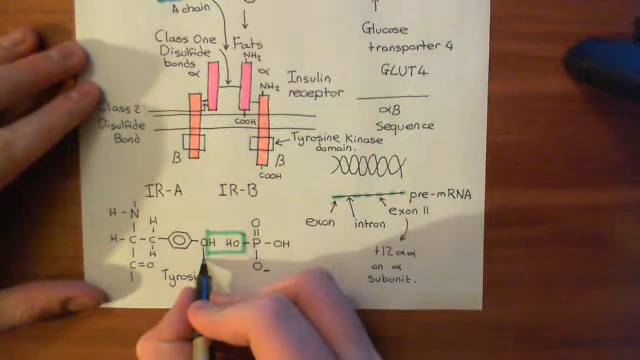 A chain
Class One
Disulfide
bonds
Fats
NH₂
α
α
NH₂
Insulin
receptor
COOH
Class 2
Disulfide
Bond
Tyrosine Kinase
domain.
β
β
COOH
IR-A
IR-B
H-N
H
H-C-C
H
C=O
OH
HO
O
P
OH
O-
Glucose
transporter 4
GLUT4
αβ
Sequence
pre-mRNA
exon
intron
exon 11
+12 αα
on α
subunit.